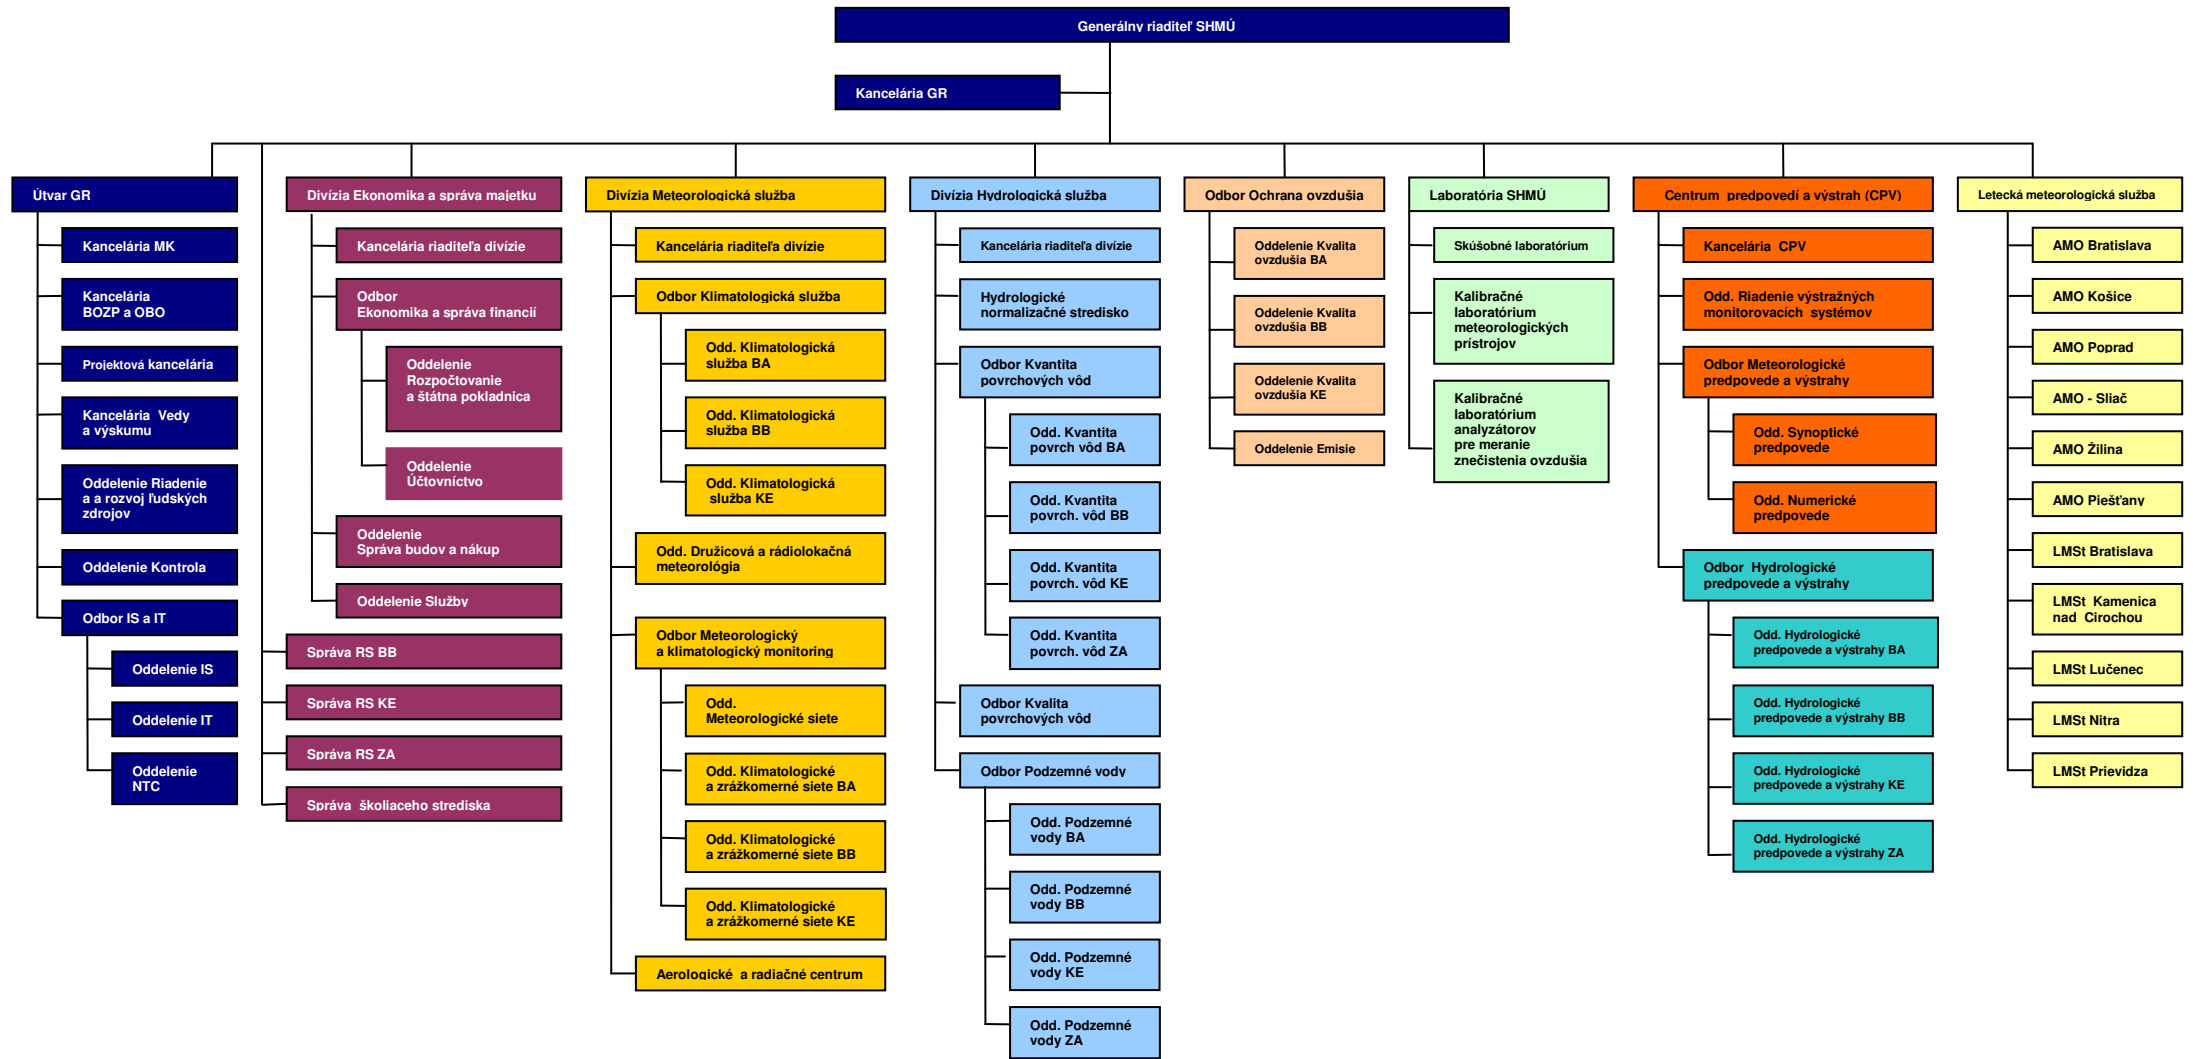 Generálny riaditeľ SHMÚ
Kancelária GR
Útvar GR
Kancelária MK
Kancelária
BOZP a OBO
Projektová kancelária
Kancelária Vedy
a výskumu
Oddelenie Riadenie
a a rozvoj ľudských
zdrojov
Oddelenie Kontrola
Odbor IS a IT
Oddelenie IS
Oddelenie IT
Oddelenie
NTC
Divízia Ekonomika a správa majetku
Kancelária riaditeľa divízie
Odbor
Ekonomika a správa financií
Oddelenie
Rozpočtovanie
a štátna pokladnica
Oddelenie
Účtovníctvo
Oddelenie
Správa budov a nákup
Oddelenie Služby
Správa RS BB
Správa RS KE
Správa RS ZA
Správa školiaceho strediska
Divízia Meteorologická služba
Kancelária riaditeľa divízie
Odbor Klimatologická služba
Odd. Klimatologická
služba BA
Odd. Klimatologická
služba BB
Odd. Klimatologická
služba KE
Odd. Družicová a rádiolokačná
meteorológia
Odbor Meteorologický
a klimatologický monitoring
Odd.
Meteorologické siete
Odd. Klimatologické
a zrážkomerné siete BA
Odd. Klimatologické
a zrážkomerné siete BB
Odd. Klimatologické
a zrážkomerné siete KE
Aerologické a radiačné centrum
Divízia Hydrologická služba
Kancelária riaditeľa divízie
Hydrologické
normalizačné stredisko
Odbor Kvantita
povrchových vôd
Odd. Kvantita
povrch vôd BA
Odd. Kvantita
povrch. vôd BB
Odd. Kvantita
povrch. vôd KE
Odd. Kvantita
povrch. vôd ZA
Odbor Kvalita
povrchových vôd
Odbor Podzemné vody
Odd. Podzemné
vody BA
Odd. Podzemné
vody BB
Odd. Podzemné
vody KE
Odd. Podzemné
vody ZA
Odbor Ochrana ovzdušia
Oddelenie Kvalita
ovzdušia BA
Oddelenie Kvalita
ovzdušia BB
Oddelenie Kvalita
ovzdušia KE
Oddelenie Emisie
Laboratória SHMÚ
Skúšobné laboratórium
Kalibračné
laboratórium
meteorologických
prístrojov
Kalibračné
laboratórium
analyzátorov
pre meranie
znečistenia ovzdušia
Centrum predpovedí a výstrah (CPV)
Kancelária CPV
Odd. Riadenie výstražných
monitorovacích systémov
Odbor Meteorologické
predpovede a výstrahy
Odd. Synoptické
predpovede
Odd. Numerické
predpovede
Odbor Hydrologické
predpovede a výstrahy
Odd. Hydrologické
predpovede a výstrahy BA
Odd. Hydrologické
predpovede a výstrahy BB
Odd. Hydrologické
predpovede a výstrahy KE
Odd. Hydrologické
predpovede a výstrahy ZA
Letecká meteorologická služba
AMO Bratislava
AMO Košice
AMO Poprad
AMO - Sliač
AMO Žilina
AMO Piešťany
LMSt Bratislava
LMSt Kamenica
nad Cirochou
LMSt Lučenec
LMSt Nitra
LMSt Prievidza